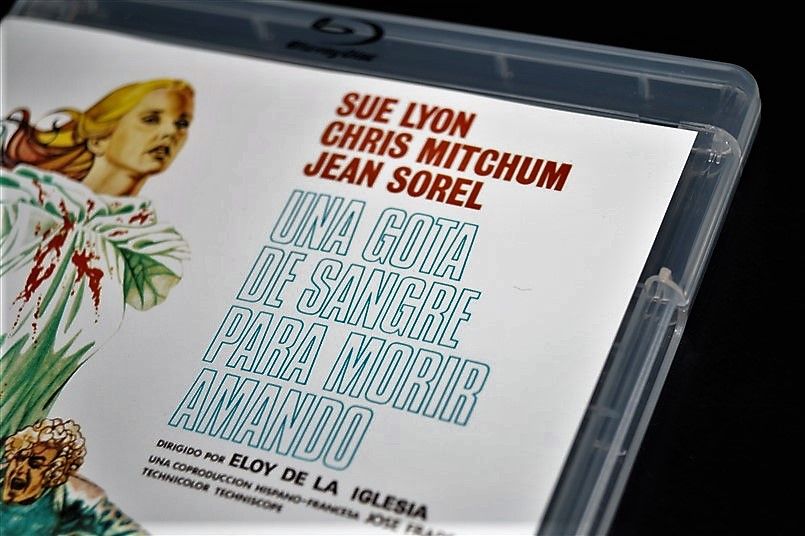 Blu-ray Disc
SUE LYON
CHRIS MITCHUM
JEAN SOREL
UNA GOTA
DE SANGRE
PARA MORIR
AMANDO
DIRIGIDO POR ELOY DE LA IGLESIA
UNA COPRODUCCION HISPANO-FRANCESA JOSE
TECHNICOLOR TECHNISCOPE